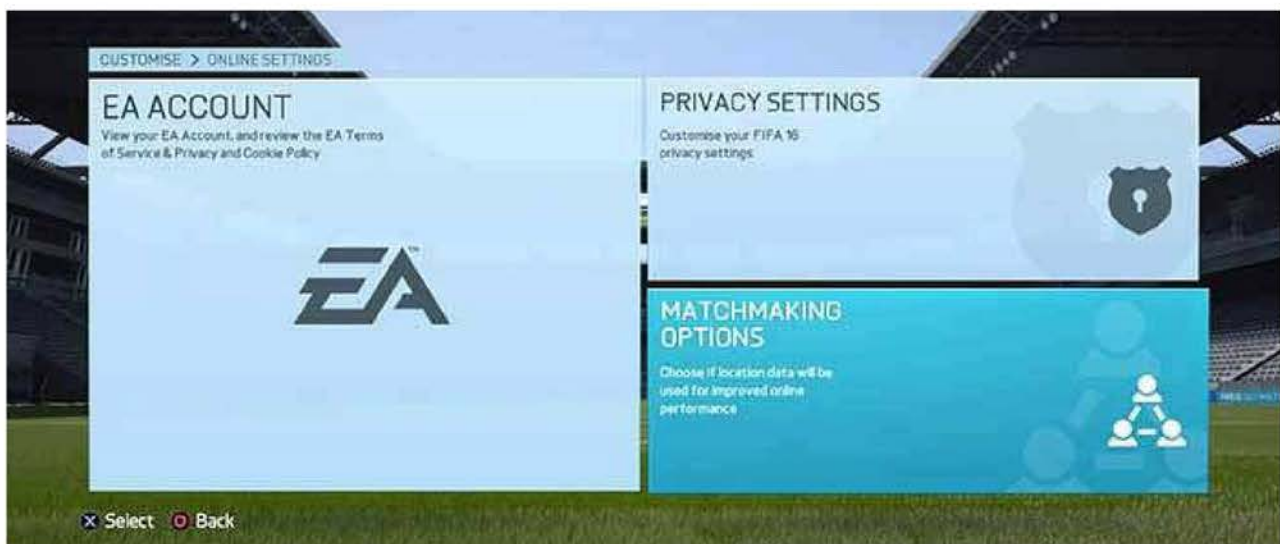 CUSTOMISE > ONLINE SETTINGS
EA ACCOUNT
View your EA Account, and review the EA Terms
of Service & Privacy and Cookie Policy
EA™
PRIVACY SETTINGS
Customise your FIFA 16
privacy settings
MATCHMAKING
OPTIONS
Choose if location data will be
used for improved online
performance
Select Back